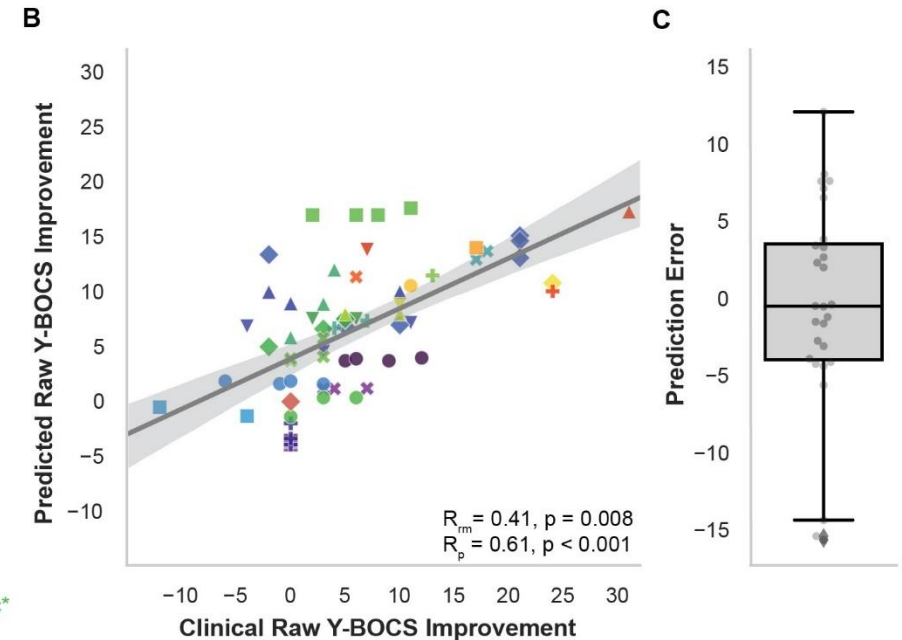 B
C
Predicted Raw Y-BOCS Improvement
30
25
20
15
10
5
0
−5
−10
R_rm = 0.41, p = 0.008
R_p = 0.61, p < 0.001
−10 −5 0 5 10 15 20 25 30
Clinical Raw Y-BOCS Improvement
Prediction Error
15
10
5
0
−5
−10
−15
*